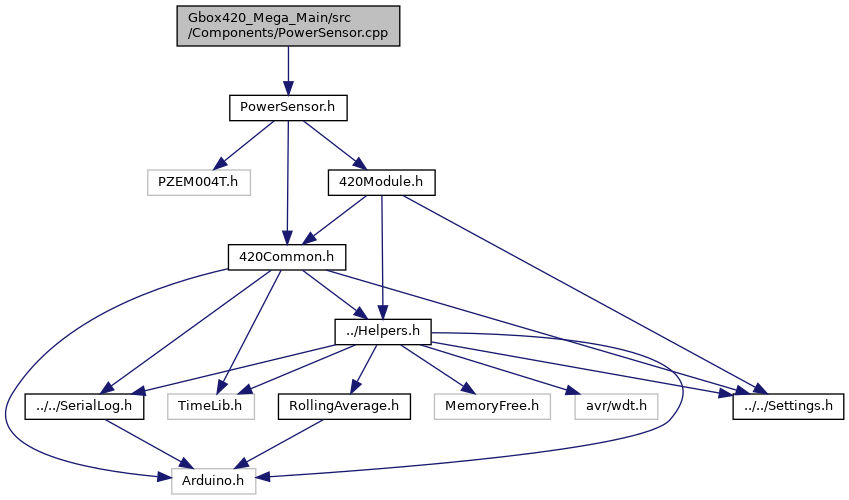 Gbox420_Mega_Main/src
/Components/PowerSensor.cpp
PowerSensor.h
PZEM004T.h
420Module.h
420Common.h
../Helpers.h
../../SerialLog.h
TimeLib.h
RollingAverage.h
MemoryFree.h
avr/wdt.h
../../Settings.h
Arduino.h